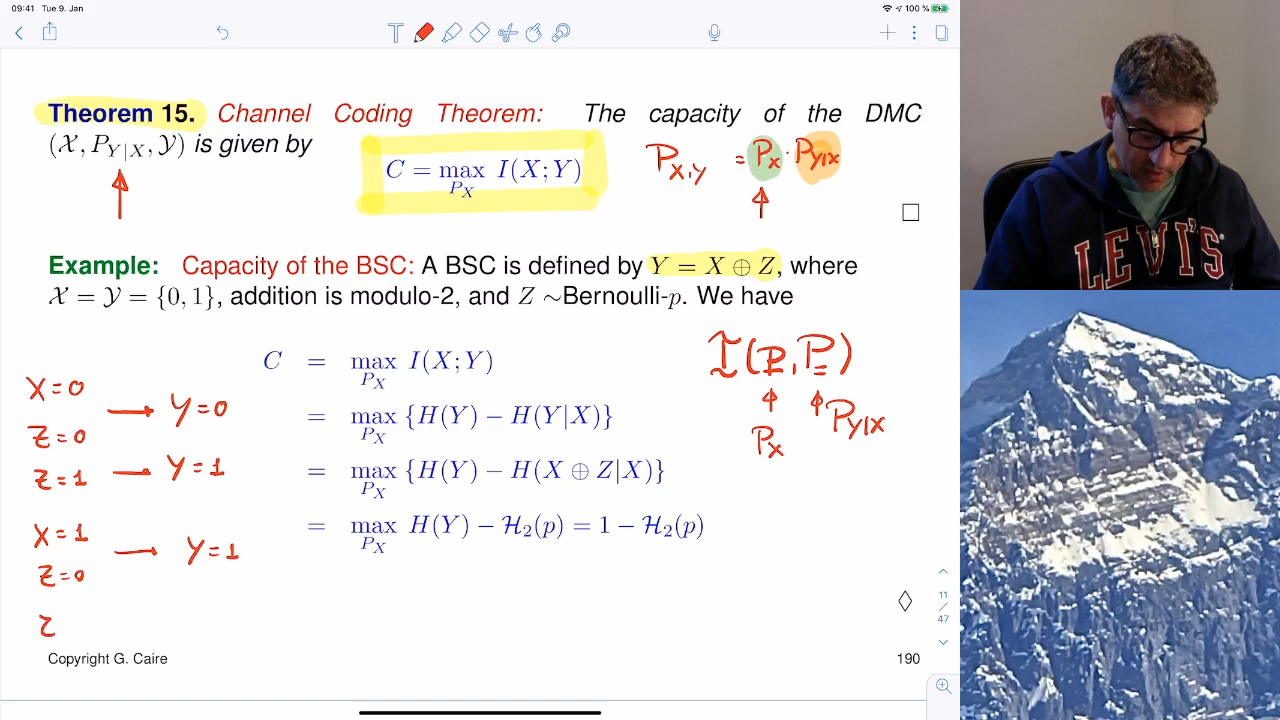 09:41 Tue 9. Jan
100 %
Theorem 15. Channel Coding Theorem: The capacity of the DMC
(𝒳, P_{Y|X}, 𝒴) is given by
C = max_{P_X} I(X; Y)
P_{X,Y} = P_X · P_{Y|X}
Example: Capacity of the BSC: A BSC is defined by Y = X ⊕ Z, where
𝒳 = 𝒴 = {0, 1}, addition is modulo-2, and Z ∼Bernoulli-p. We have
C = max_{P_X} I(X; Y)
= max_{P_X} {H(Y) − H(Y|X)}
= max_{P_X} {H(Y) − H(X ⊕ Z|X)}
= max_{P_X} H(Y) − ℋ₂(p) = 1 − ℋ₂(p)
X=0
Z=0 → Y=0
Z=1 → Y=1
X=1
Z=0 → Y=1
Z
I(P, P)
P_X P_{Y|X}
LEVI'S
11
/
47
Copyright G. Caire 190